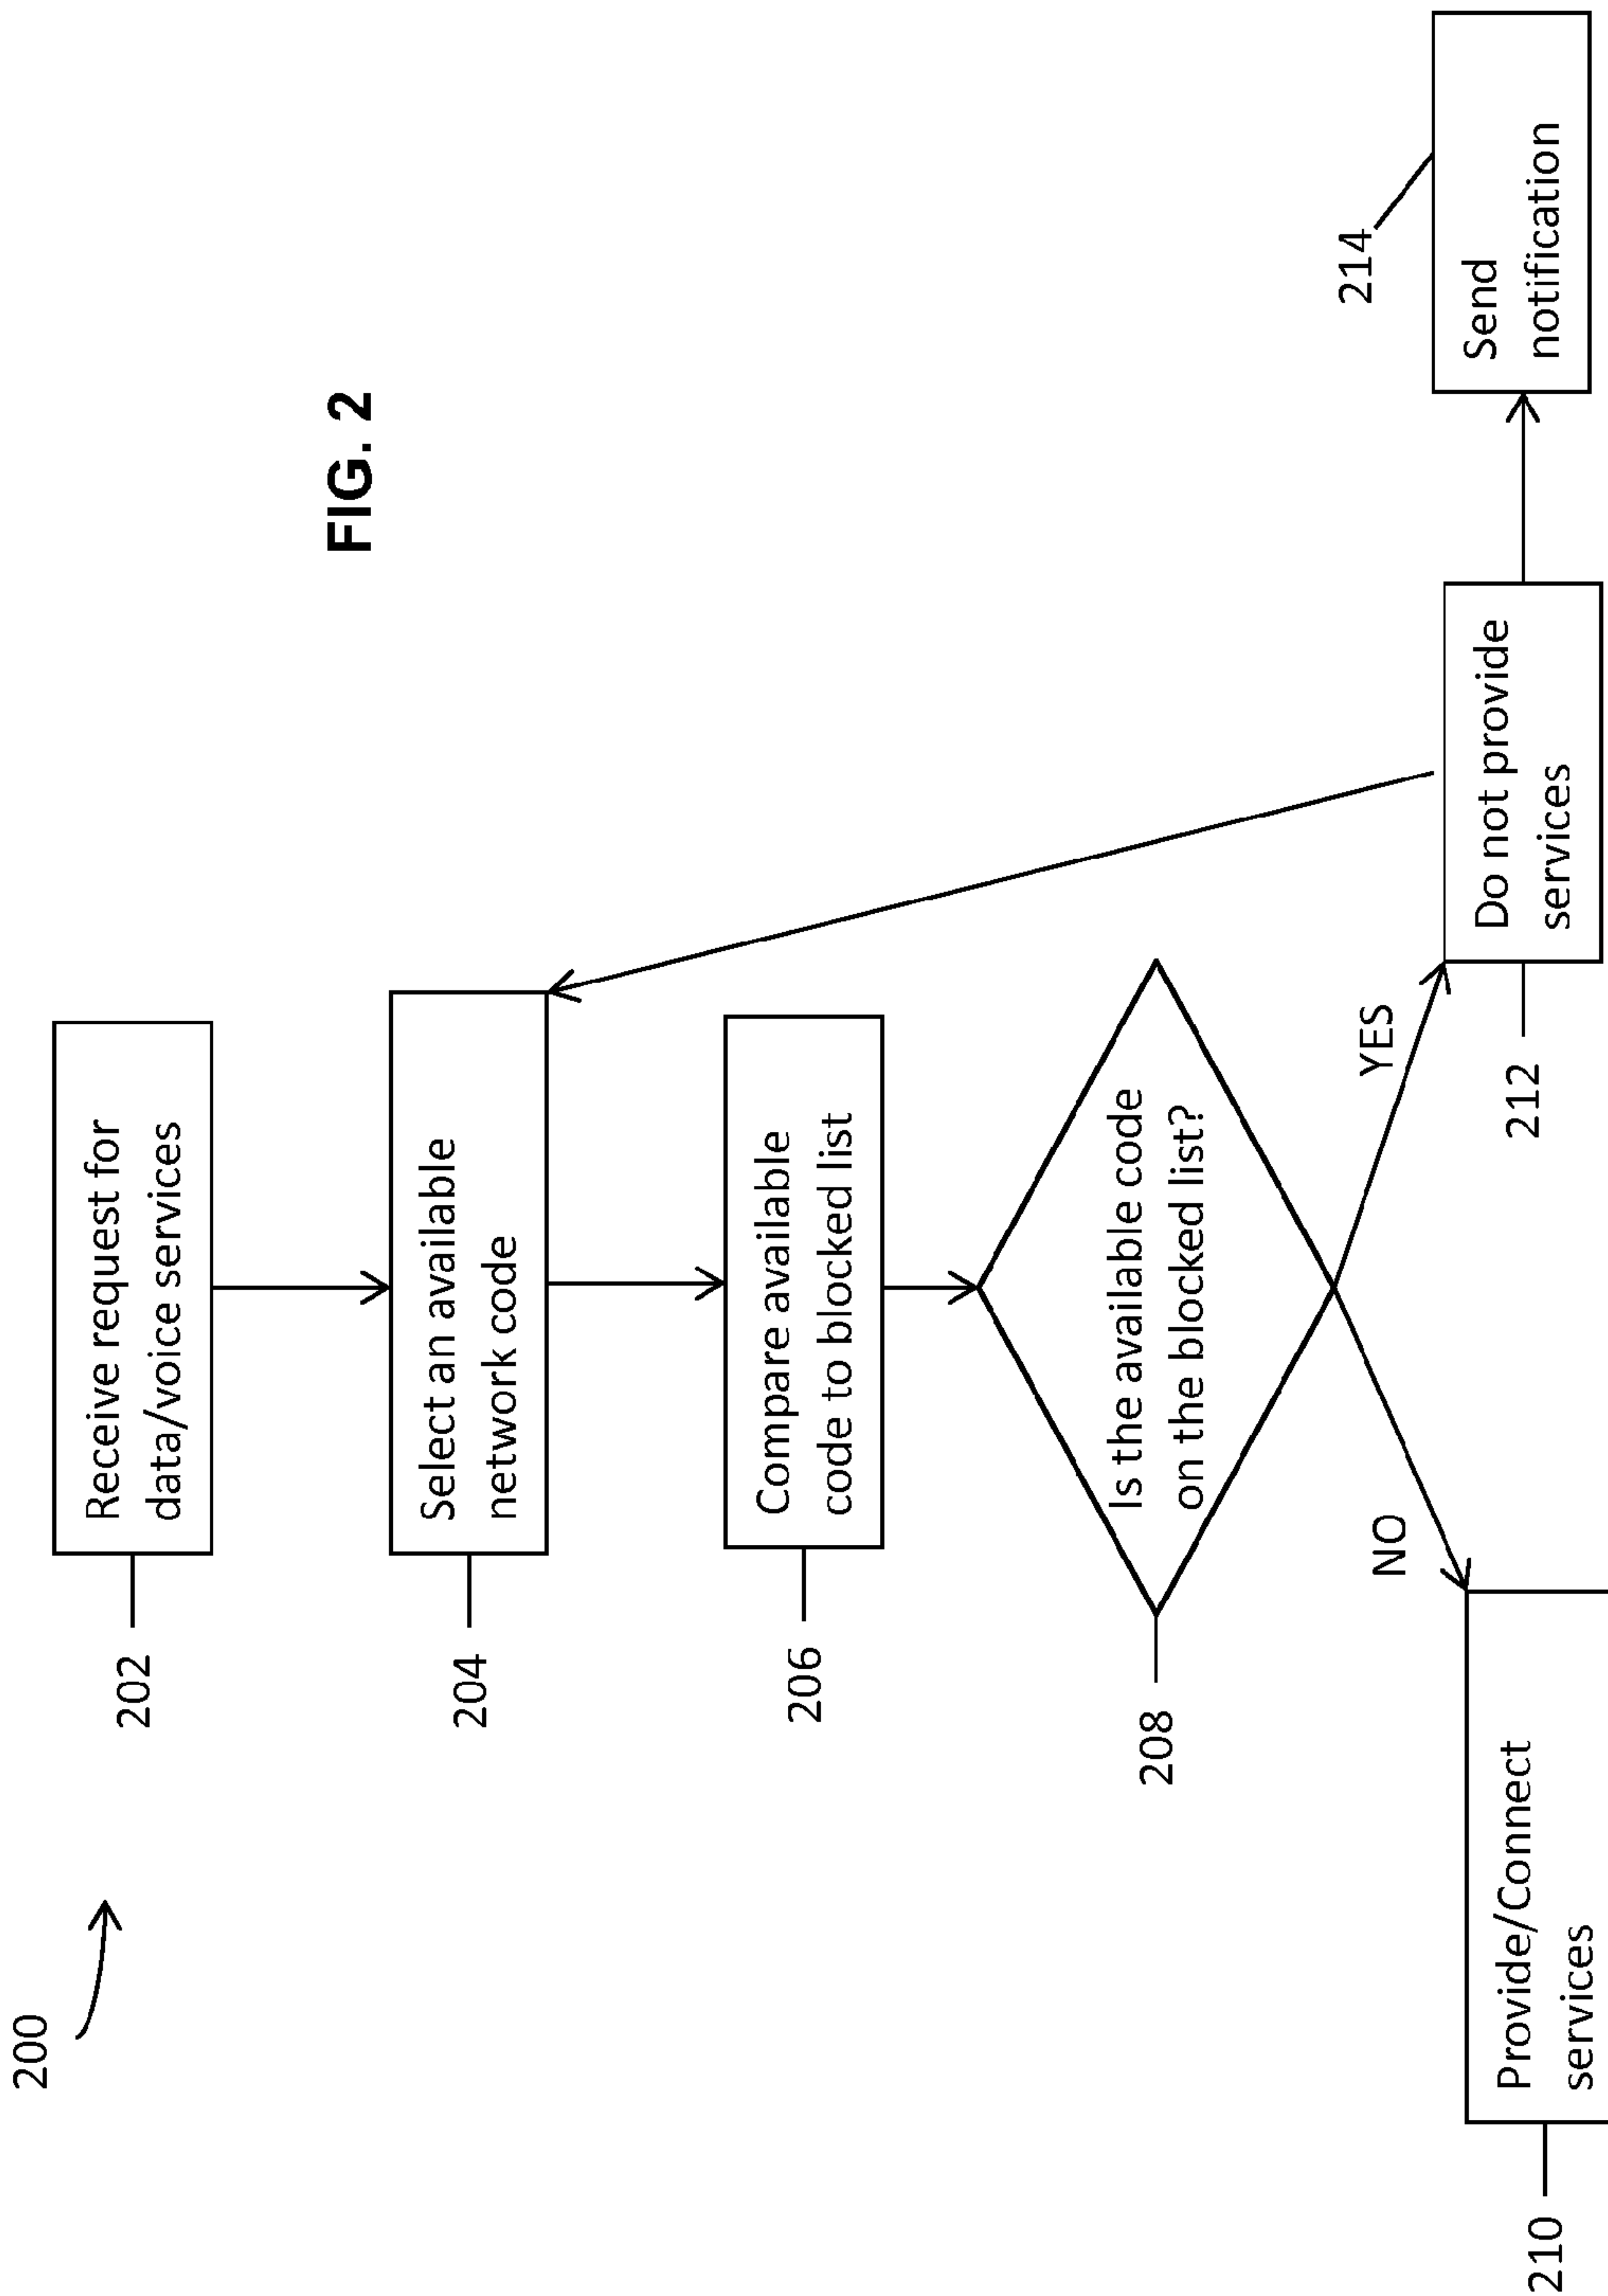 200
FIG. 2
202
Receive request for
data/voice services
204
Select an available
network code
206
Compare available
code to blocked list
208
Is the available code
on the blocked list?
NO
YES
210
Provide/Connect
services
212
Do not provide
services
214
Send
notification